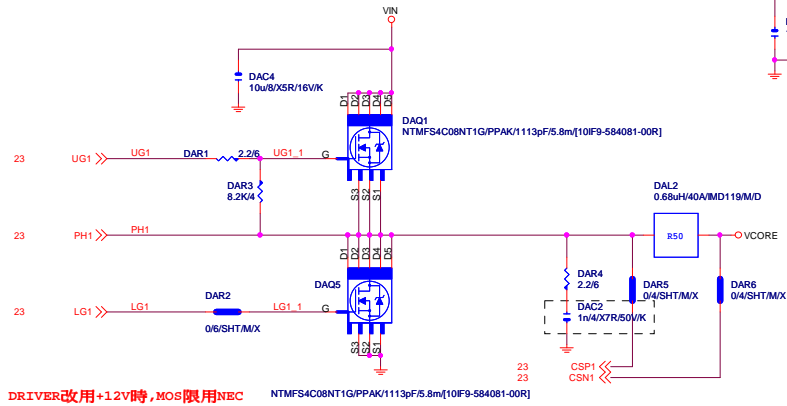 VIN
DAC4
10u/8/X5R/16V/K
D1 D2 D3 D4 D5
DAQ1
NTMFS4C08NT1G/PPAK/1113pF/5.8m/[10IF9-584081-00R]
23 UG1 UG1 DAR1 2.2/6 UG1_1 G
S3 S2 S1
DAR3
8.2K/4
DAL2
0.68uH/40A/IMD119/M/D
R50
VCORE
23 PH1 PH1
D1 D2 D3 D4 D5
DAQ5
DAR4
2.2/6
DAR5
0/4/SHT/M/X
DAR6
0/4/SHT/M/X
DAR2
23 LG1 LG1 LG1_1 G
0/6/SHT/M/X
DAC2
1n/4/X7R/50V/K
S3 S2 S1
23 CSP1
23 CSN1
DRIVER改用+12V時,MOS限用NEC
NTMFS4C08NT1G/PPAK/1113pF/5.8m/[10IF9-584081-00R]